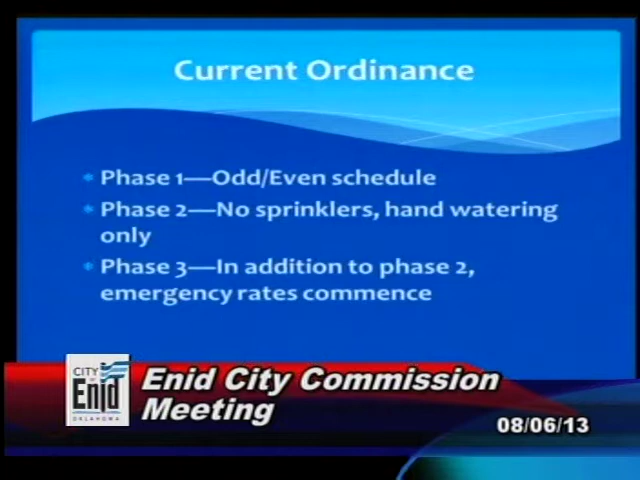 Current Ordinance
* Phase 1—Odd/Even schedule
* Phase 2—No sprinklers, hand watering
only
* Phase 3—In addition to phase 2,
emergency rates commence
CITY
OF
Enid
OKLAHOMA
Enid City Commission
Meeting
08/06/13